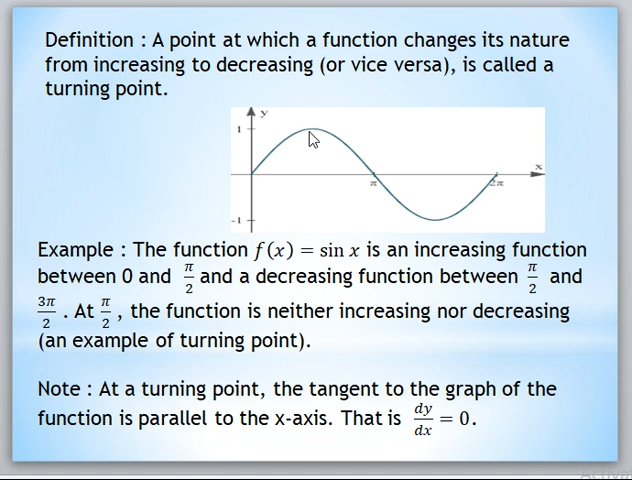 Definition : A point at which a function changes its nature
from increasing to decreasing (or vice versa), is called a
turning point.
y
1
x
π
2π
-1
Example : The function f(x) = sin x is an increasing function
between 0 and π/2 and a decreasing function between π/2 and
3π/2 . At π/2 , the function is neither increasing nor decreasing
(an example of turning point).
Note : At a turning point, the tangent to the graph of the
function is parallel to the x-axis. That is dy/dx = 0.